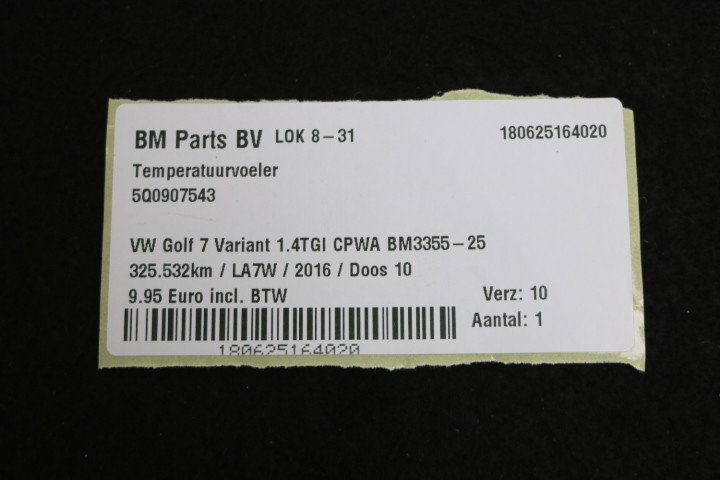 BM Parts BV LOK 8-31 180625164020
Temperatuurvoeler
5Q0907543
VW Golf 7 Variant 1.4TGI CPWA BM3355-25
325.532km / LA7W / 2016 / Doos 10
9.95 Euro incl. BTW Verz: 10
Aantal: 1
180625164020